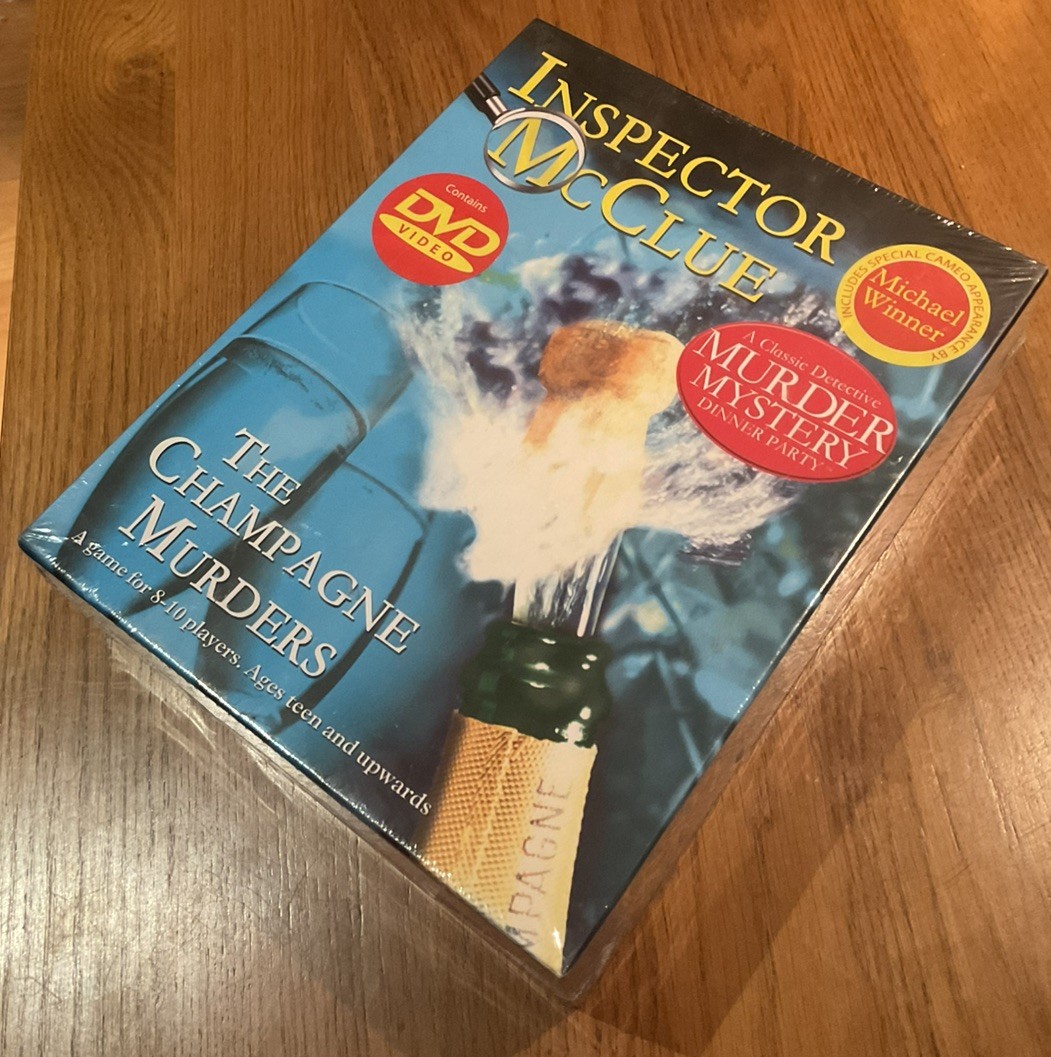 INSPECTOR
McCLUE
Contains
DVD
VIDEO
INCLUDES SPECIAL CAMEO APPEARANCE BY
Michael
Winner
A Classic Detective
MURDER
MYSTERY
DINNER PARTY™
THE
CHAMPAGNE
MURDERS
A game for 8-10 players. Ages teen and upwards
MPAGNE